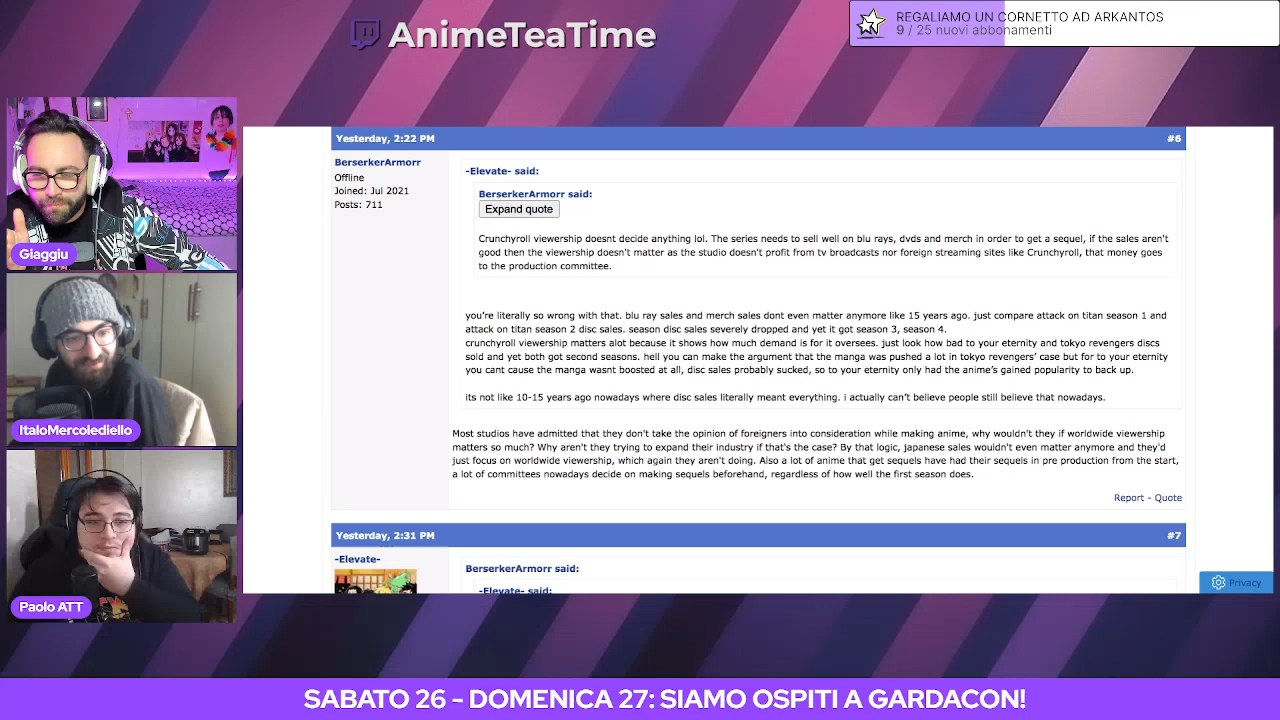 AnimeTeaTime
REGALIAMO UN CORNETTO AD ARKANTOS
9 / 25 nuovi abbonamenti
Giaggiu
ItaloMercolediello
Paolo ATT
Yesterday, 2:22 PM #6
BerserkerArmorr
Offline
Joined: Jul 2021
Posts: 711
-Elevate- said:
BerserkerArmorr said:
Expand quote
Crunchyroll viewership doesnt decide anything lol. The series needs to sell well on blu rays, dvds and merch in order to get a sequel, if the sales aren't
good then the viewership doesn't matter as the studio doesn't profit from tv broadcasts nor foreign streaming sites like Crunchyroll, that money goes
to the production committee.
you're literally so wrong with that. blu ray sales and merch sales dont even matter anymore like 15 years ago. just compare attack on titan season 1 and
attack on titan season 2 disc sales. season disc sales severely dropped and yet it got season 3, season 4.
crunchyroll viewership matters alot because it shows how much demand is for it oversees. just look how bad to your eternity and tokyo revengers discs
sold and yet both got second seasons. hell you can make the argument that the manga was pushed a lot in tokyo revengers' case but for to your eternity
you cant cause the manga wasnt boosted at all, disc sales probably sucked, so to your eternity only had the anime's gained popularity to back up.
its not like 10-15 years ago nowadays where disc sales literally meant everything. i actually can't believe people still believe that nowadays.
Most studios have admitted that they don't take the opinion of foreigners into consideration while making anime, why wouldn't they if worldwide viewership
matters so much? Why aren't they trying to expand their industry if that's the case? By that logic, japanese sales wouldn't even matter anymore and they'd
just focus on worldwide viewership, which again they aren't doing. Also a lot of anime that get sequels have had their sequels in pre production from the start,
a lot of committees nowadays decide on making sequels beforehand, regardless of how well the first season does.
Report - Quote
Yesterday, 2:31 PM #7
-Elevate-
BerserkerArmorr said:
-Elevate- said:
Privacy
SABATO 26 - DOMENICA 27: SIAMO OSPITI A GARDACON!